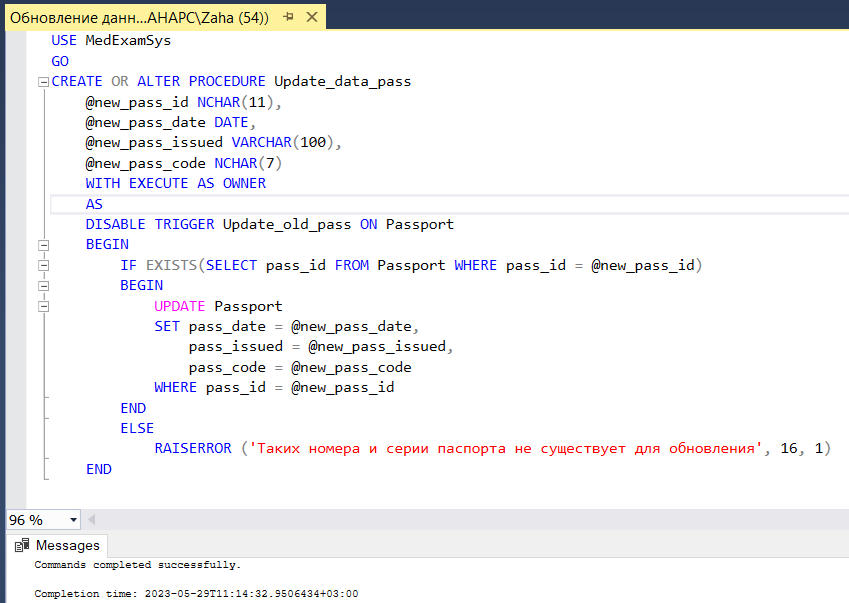 Обновление данн...AHAPC\Zaha (54))
USE MedExamSys
GO
CREATE OR ALTER PROCEDURE Update_data_pass
@new_pass_id NCHAR(11),
@new_pass_date DATE,
@new_pass_issued VARCHAR(100),
@new_pass_code NCHAR(7)
WITH EXECUTE AS OWNER
AS
DISABLE TRIGGER Update_old_pass ON Passport
BEGIN
IF EXISTS(SELECT pass_id FROM Passport WHERE pass_id = @new_pass_id)
BEGIN
UPDATE Passport
SET pass_date = @new_pass_date,
pass_issued = @new_pass_issued,
pass_code = @new_pass_code
WHERE pass_id = @new_pass_id
END
ELSE
RAISERROR ('Таких номера и серии паспорта не существует для обновления', 16, 1)
END
96 %
Messages
Commands completed successfully.
Completion time: 2023-05-29T11:14:32.9506434+03:00